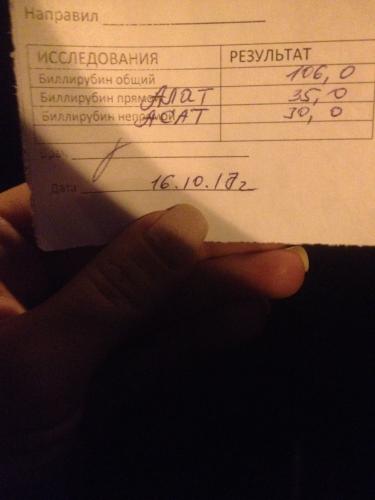 Направил
ИССЛЕДОВАНИЯ РЕЗУЛЬТАТ
Биллирубин общий 106,0
Биллирубин прямой АЛАТ 35,0
Биллирубин непрямой АСАТ 30,0
Врач
Дата 16.10.17г